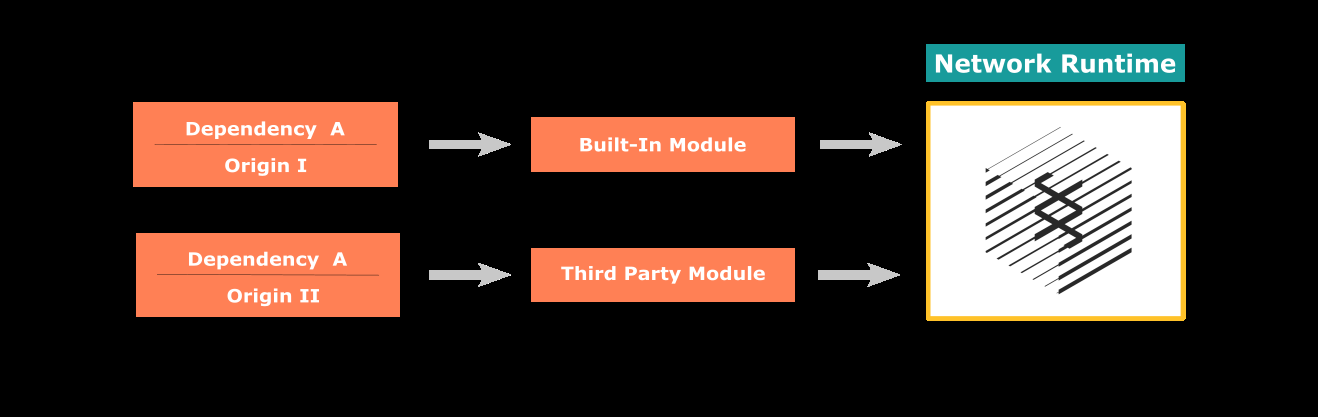 Network Runtime
Dependency A
Origin I
Built-In Module
Dependency A
Origin II
Third Party Module